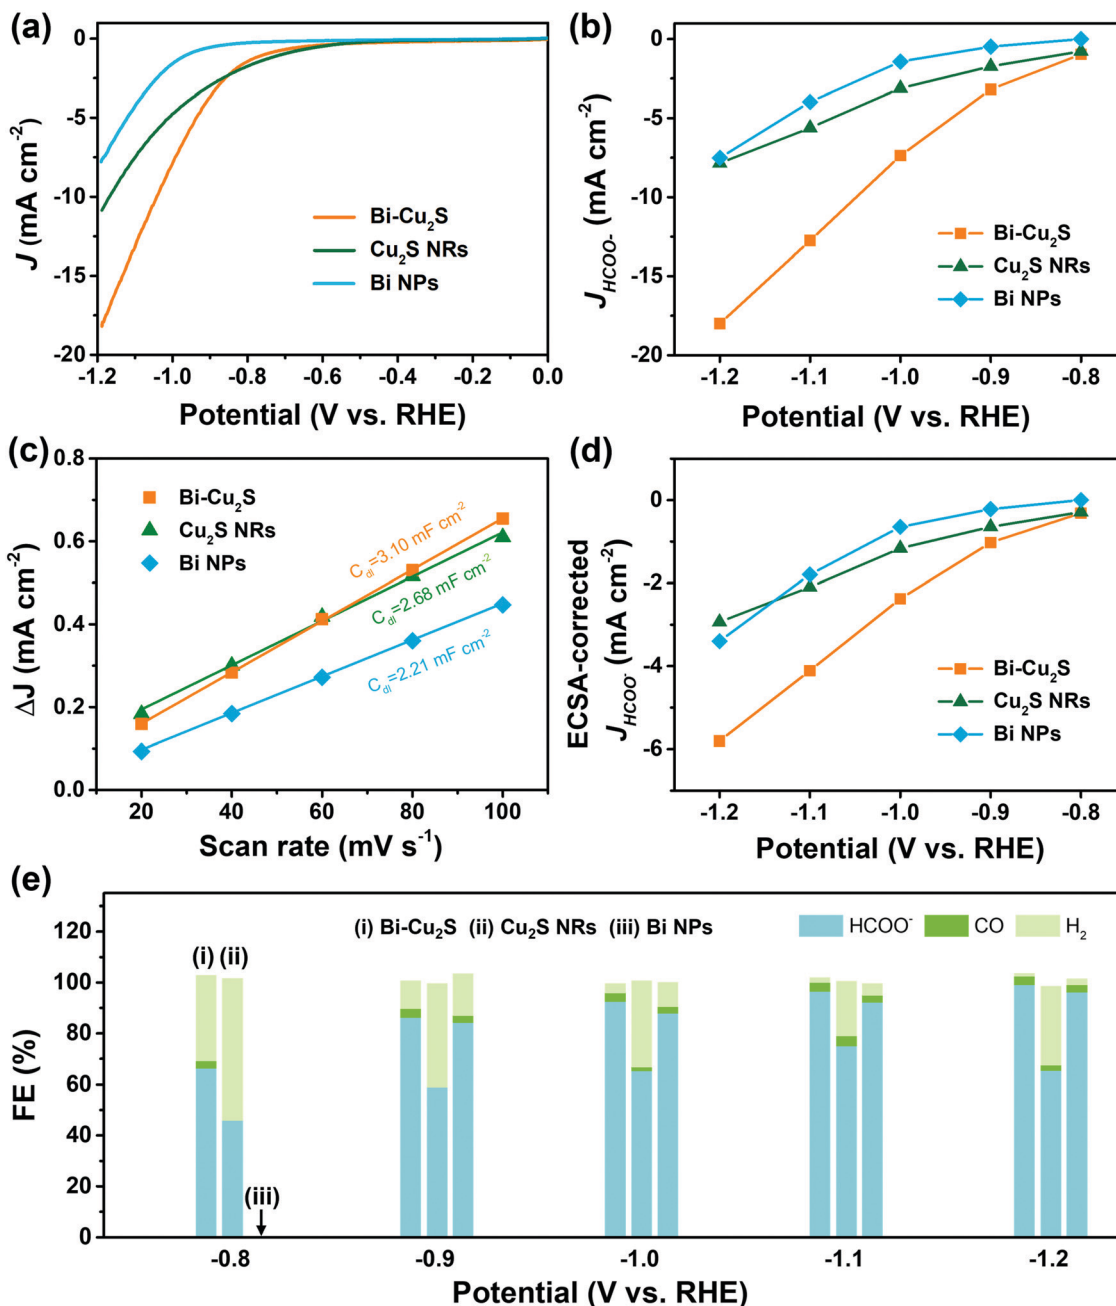 (a)
0
-5
-10
-15
-20
J (mA cm⁻²)
Bi-Cu₂S
Cu₂S NRs
Bi NPs
-1.2 -1.0 -0.8 -0.6 -0.4 -0.2 0.0
Potential (V vs. RHE)
(b)
0
-5
-10
-15
-20
J_HCOO- (mA cm⁻²)
Bi-Cu₂S
Cu₂S NRs
Bi NPs
-1.2 -1.1 -1.0 -0.9 -0.8
Potential (V vs. RHE)
(c)
0.8
0.6
0.4
0.2
0.0
ΔJ (mA cm⁻²)
Bi-Cu₂S
Cu₂S NRs
Bi NPs
C_dl=3.10 mF cm⁻²
C_dl=2.68 mF cm⁻²
C_dl=2.21 mF cm⁻²
20 40 60 80 100
Scan rate (mV s⁻¹)
(d)
0
-2
-4
-6
ECSA-corrected
J_HCOO⁻ (mA cm⁻²)
Bi-Cu₂S
Cu₂S NRs
Bi NPs
-1.2 -1.1 -1.0 -0.9 -0.8
Potential (V vs. RHE)
(e)
120
100
80
60
40
20
0
FE (%)
(i) Bi-Cu₂S (ii) Cu₂S NRs (iii) Bi NPs
HCOO⁻ CO H₂
(i) (ii)
(iii)
-0.8 -0.9 -1.0 -1.1 -1.2
Potential (V vs. RHE)